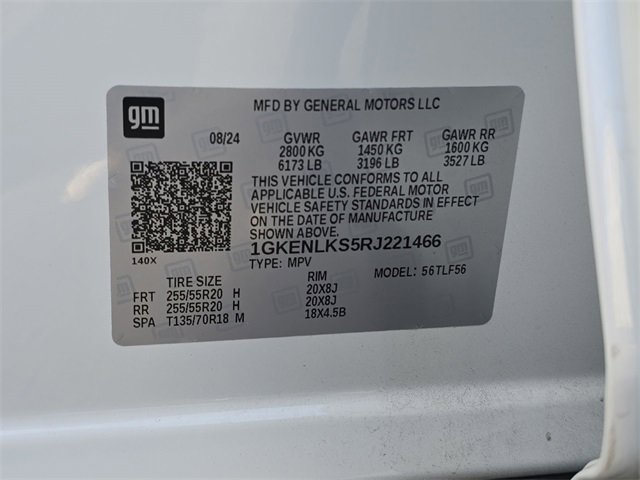 gm
MFD BY GENERAL MOTORS LLC
08/24 GVWR GAWR FRT GAWR RR
2800 KG 1450 KG 1600 KG
6173 LB 3196 LB 3527 LB
THIS VEHICLE CONFORMS TO ALL
APPLICABLE U.S. FEDERAL MOTOR
VEHICLE SAFETY STANDARDS IN EFFECT
ON THE DATE OF MANUFACTURE
SHOWN ABOVE.
1GKENLKS5RJ221466
140X TYPE: MPV MODEL: 56TLF56
TIRE SIZE RIM
FRT 255/55R20 H 20X8J
RR 255/55R20 H 20X8J
SPA T135/70R18 M 18X4.5B